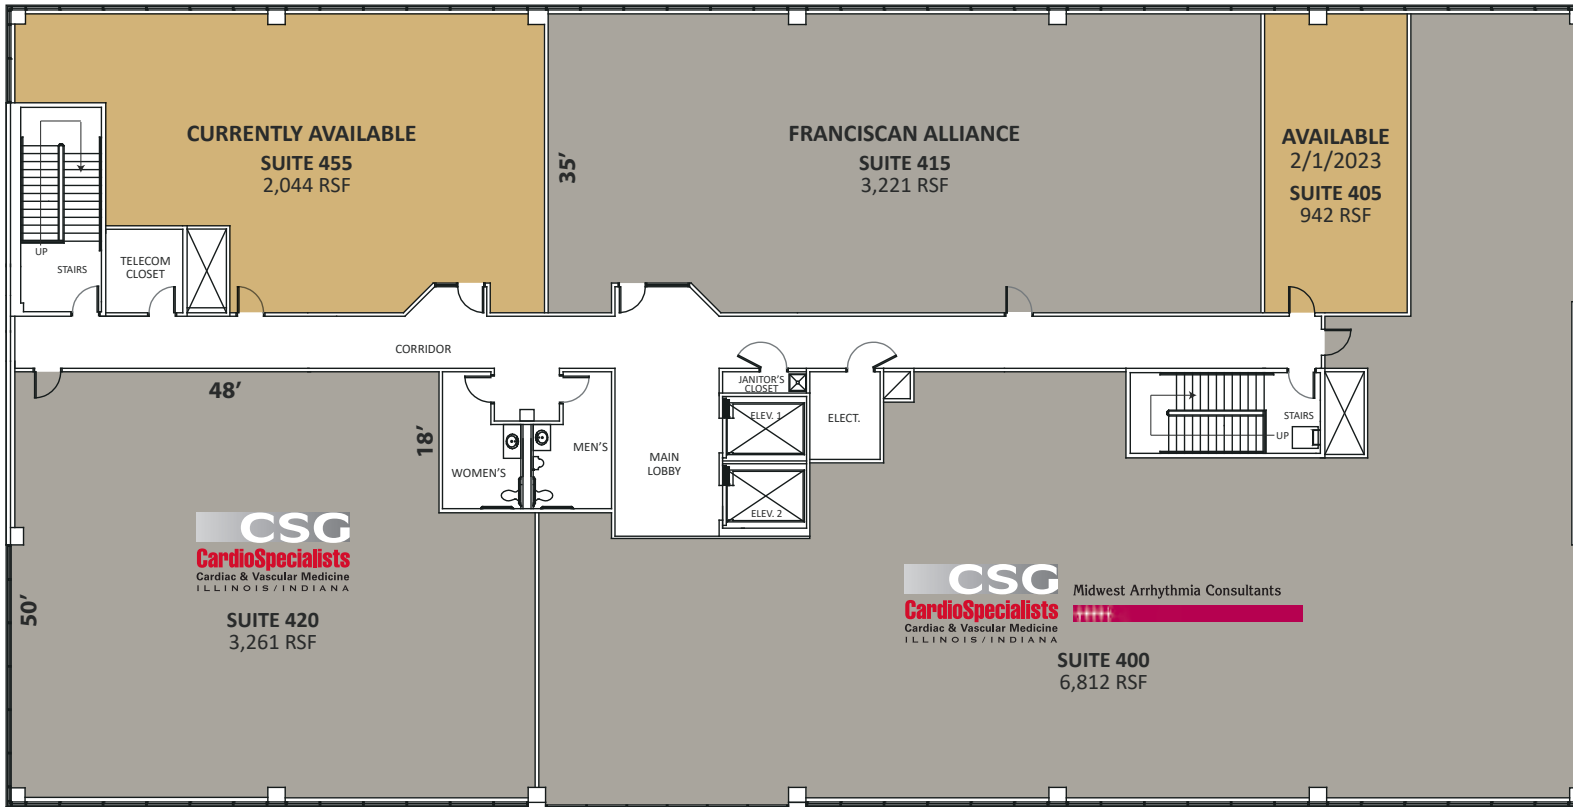 CURRENTLY AVAILABLE
SUITE 455
2,044 RSF
35’
FRANCISCAN ALLIANCE
SUITE 415
3,221 RSF
AVAILABLE
2/1/2023
SUITE 405
942 RSF
UP
STAIRS
TELECOM
CLOSET
CORRIDOR
48’
18’
WOMEN'S
MEN'S
MAIN
LOBBY
JANITOR'S
CLOSET
ELEV. 1
ELEV. 2
ELECT.
STAIRS
UP
50’
CSG
CardioSpecialists
Cardiac & Vascular Medicine
ILLINOIS/INDIANA
SUITE 420
3,261 RSF
CSG
CardioSpecialists
Cardiac & Vascular Medicine
ILLINOIS/INDIANA
Midwest Arrhythmia Consultants
SUITE 400
6,812 RSF